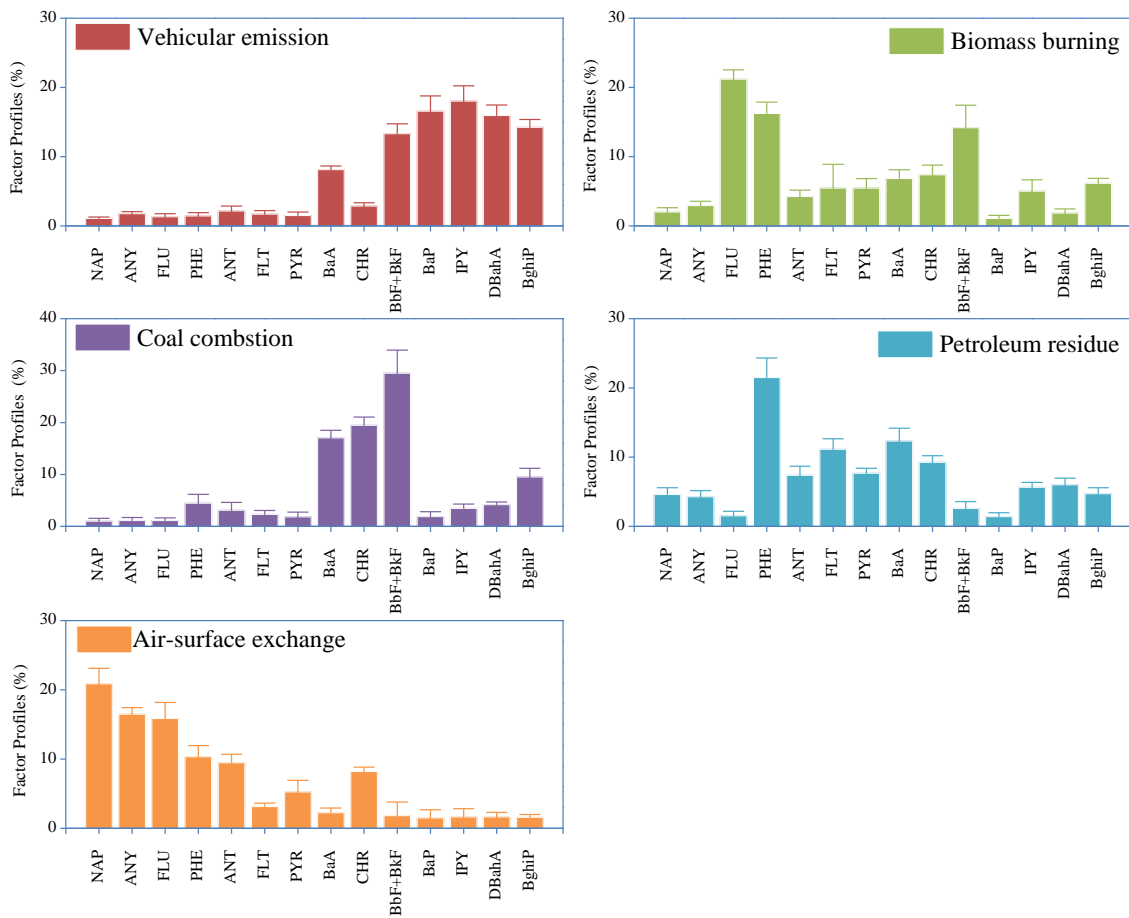 Vehicular emission
Factor Profiles (%)
30
20
10
0
NAP
ANY
FLU
PHE
ANT
FLT
PYR
BaA
CHR
BbF+BkF
BaP
IPY
DBahA
BghiP
Biomass burning
Factor Profiles (%)
30
20
10
0
NAP
ANY
FLU
PHE
ANT
FLT
PYR
BaA
CHR
BbF+BkF
BaP
IPY
DBahA
BghiP
Coal combstion
Factor Profiles (%)
40
30
20
10
0
NAP
ANY
FLU
PHE
ANT
FLT
PYR
BaA
CHR
BbF+BkF
BaP
IPY
DBahA
BghiP
Petroleum residue
Factor Profiles (%)
30
20
10
0
NAP
ANY
FLU
PHE
ANT
FLT
PYR
BaA
CHR
BbF+BkF
BaP
IPY
DBahA
BghiP
Air-surface exchange
Factor Profiles (%)
30
20
10
0
NAP
ANY
FLU
PHE
ANT
FLT
PYR
BaA
CHR
BbF+BkF
BaP
IPY
DBahA
BghiP